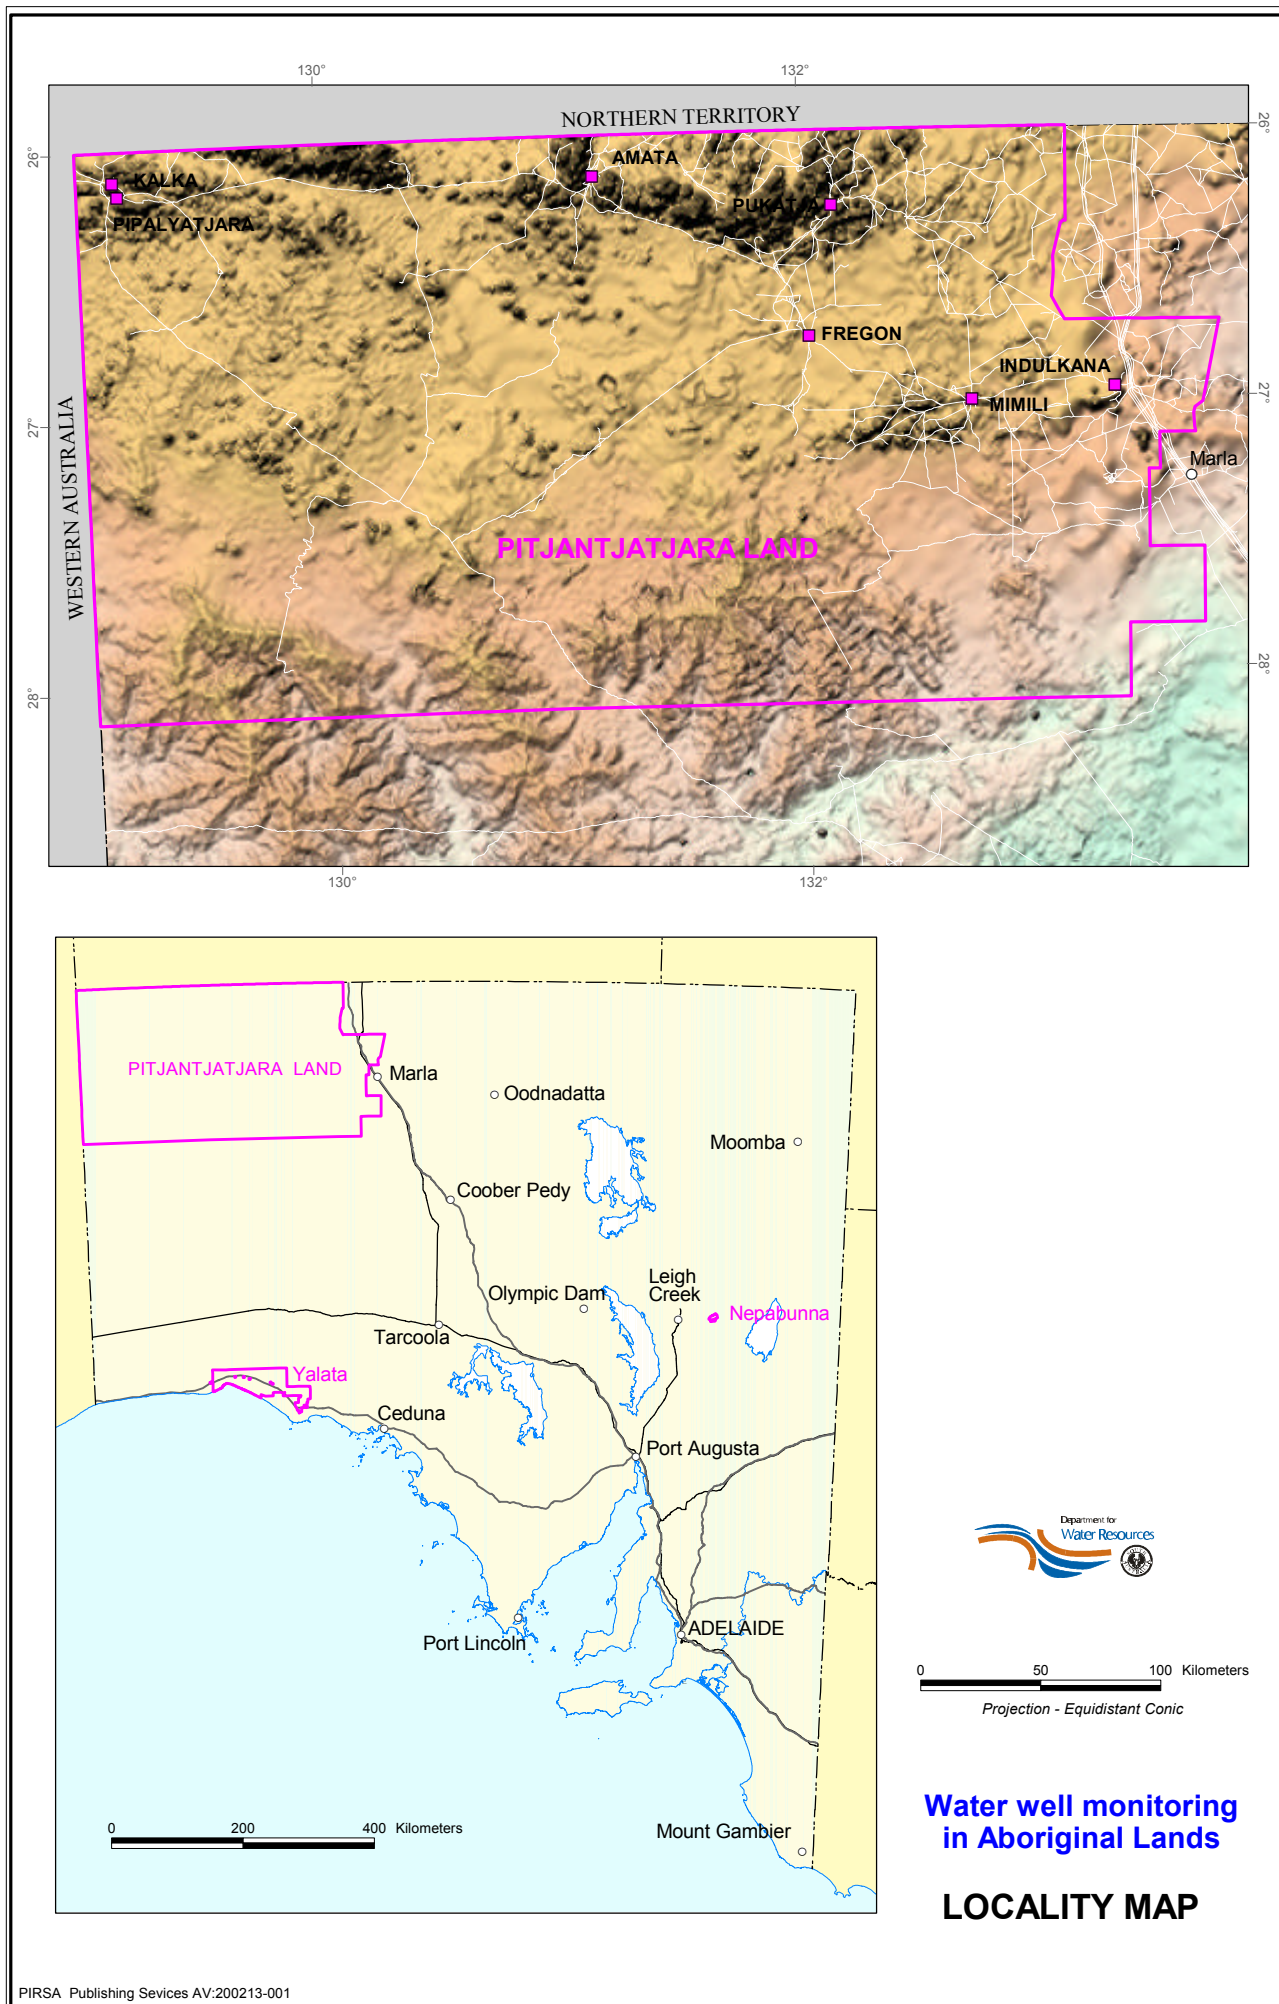 130°
132°
NORTHERN TERRITORY
26°
26°
AMATA
KALKA
PUKATJA
PIPALYATJARA
FREGON
INDULKANA
MIMILI
27°
27°
WESTERN AUSTRALIA
Marla
PITJANTJATJARA LAND
28°
28°
130°
132°
PITJANTJATJARA LAND
Marla
Oodnadatta
Moomba
Coober Pedy
Leigh
Creek
Olympic Dam
Nepabunna
Tarcoola
Yalata
Ceduna
Port Augusta
Department for
Water Resources
ADELAIDE
Port Lincoln
0 50 100 Kilometers
Projection - Equidistant Conic
Water well monitoring
in Aboriginal Lands
0 200 400 Kilometers
Mount Gambier
LOCALITY MAP
PIRSA Publishing Sevices AV:200213-001